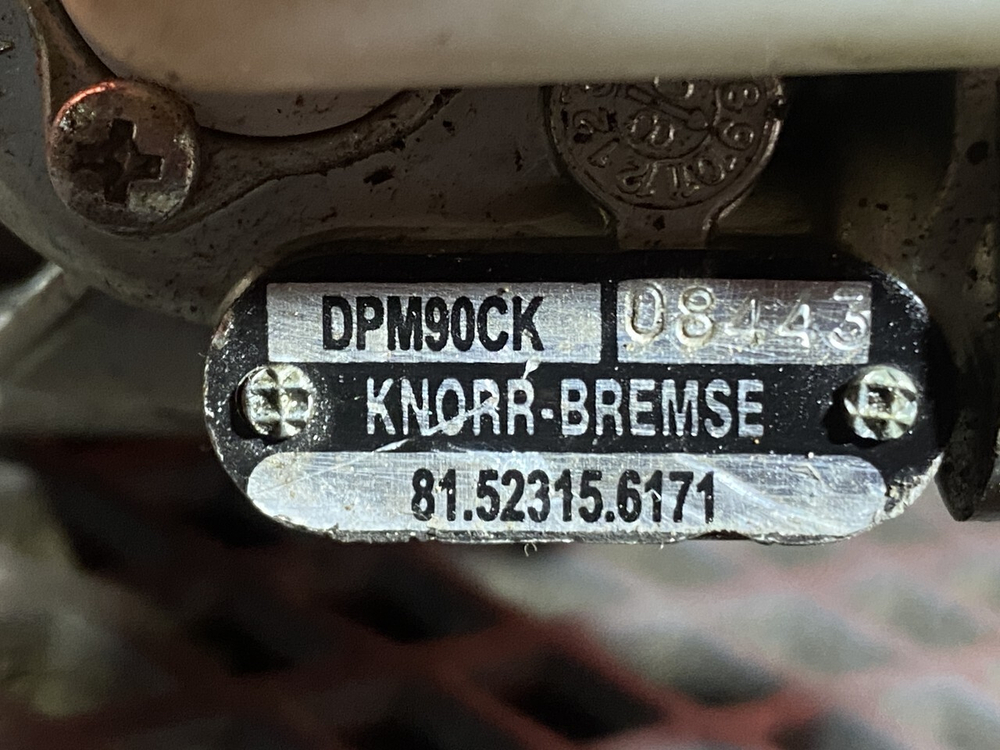 DPM90CK 08443
KNORR-BREMSE
81.52315.6171